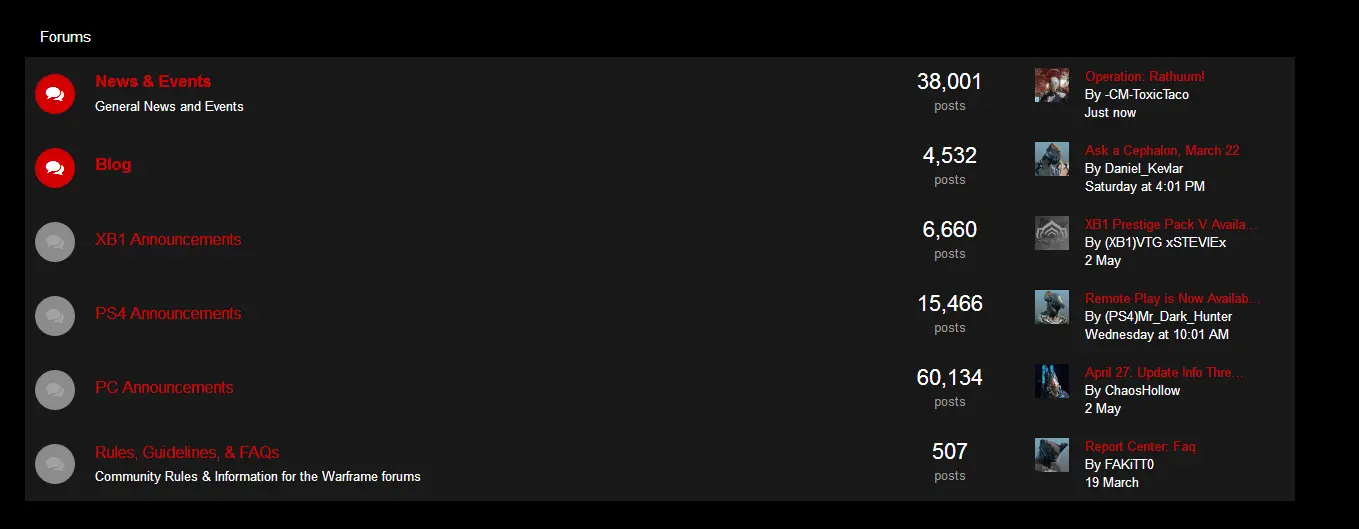 Forums
News & Events
General News and Events
38,001
posts
Operation: Rathuum!
By -CM-ToxicTaco
Just now
Blog
4,532
posts
Ask a Cephalon, March 22
By Daniel_Kevlar
Saturday at 4:01 PM
XB1 Announcements
6,660
posts
XB1 Prestige Pack V Availa...
By (XB1)VTG xSTEVIEx
2 May
PS4 Announcements
15,466
posts
Remote Play is Now Availab...
By (PS4)Mr_Dark_Hunter
Wednesday at 10:01 AM
PC Announcements
60,134
posts
April 27: Update Info Thre...
By ChaosHollow
2 May
Rules, Guidelines, & FAQs
Community Rules & Information for the Warframe forums
507
posts
Report Center: Faq
By FAKiTT0
19 March